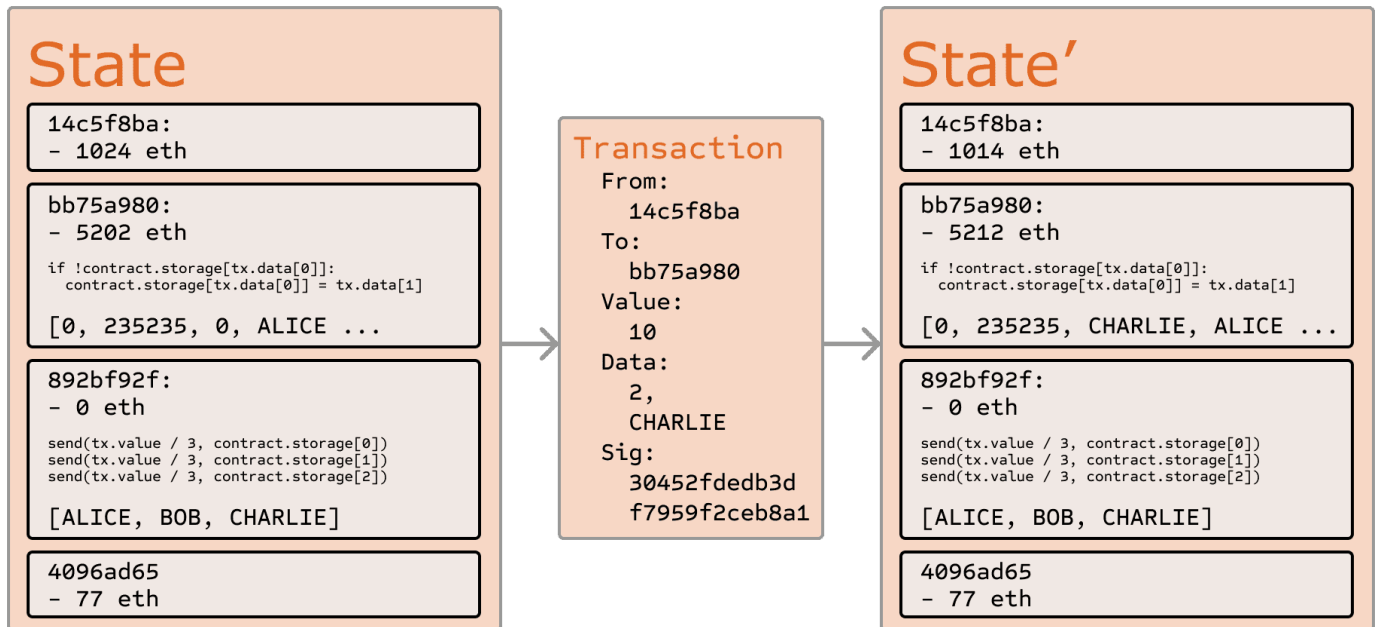 State
14c5f8ba:
- 1024 eth
bb75a980:
- 5202 eth
if !contract.storage[tx.data[0]]:
contract.storage[tx.data[0]] = tx.data[1]
[0, 235235, 0, ALICE ...
892bf92f:
- 0 eth
send(tx.value / 3, contract.storage[0])
send(tx.value / 3, contract.storage[1])
send(tx.value / 3, contract.storage[2])
[ALICE, BOB, CHARLIE]
4096ad65
- 77 eth
Transaction
From:
14c5f8ba
To:
bb75a980
Value:
10
Data:
2,
CHARLIE
Sig:
30452fdedb3d
f7959f2ceb8a1
State’
14c5f8ba:
- 1014 eth
bb75a980:
- 5212 eth
if !contract.storage[tx.data[0]]:
contract.storage[tx.data[0]] = tx.data[1]
[0, 235235, CHARLIE, ALICE ...
892bf92f:
- 0 eth
send(tx.value / 3, contract.storage[0])
send(tx.value / 3, contract.storage[1])
send(tx.value / 3, contract.storage[2])
[ALICE, BOB, CHARLIE]
4096ad65
- 77 eth